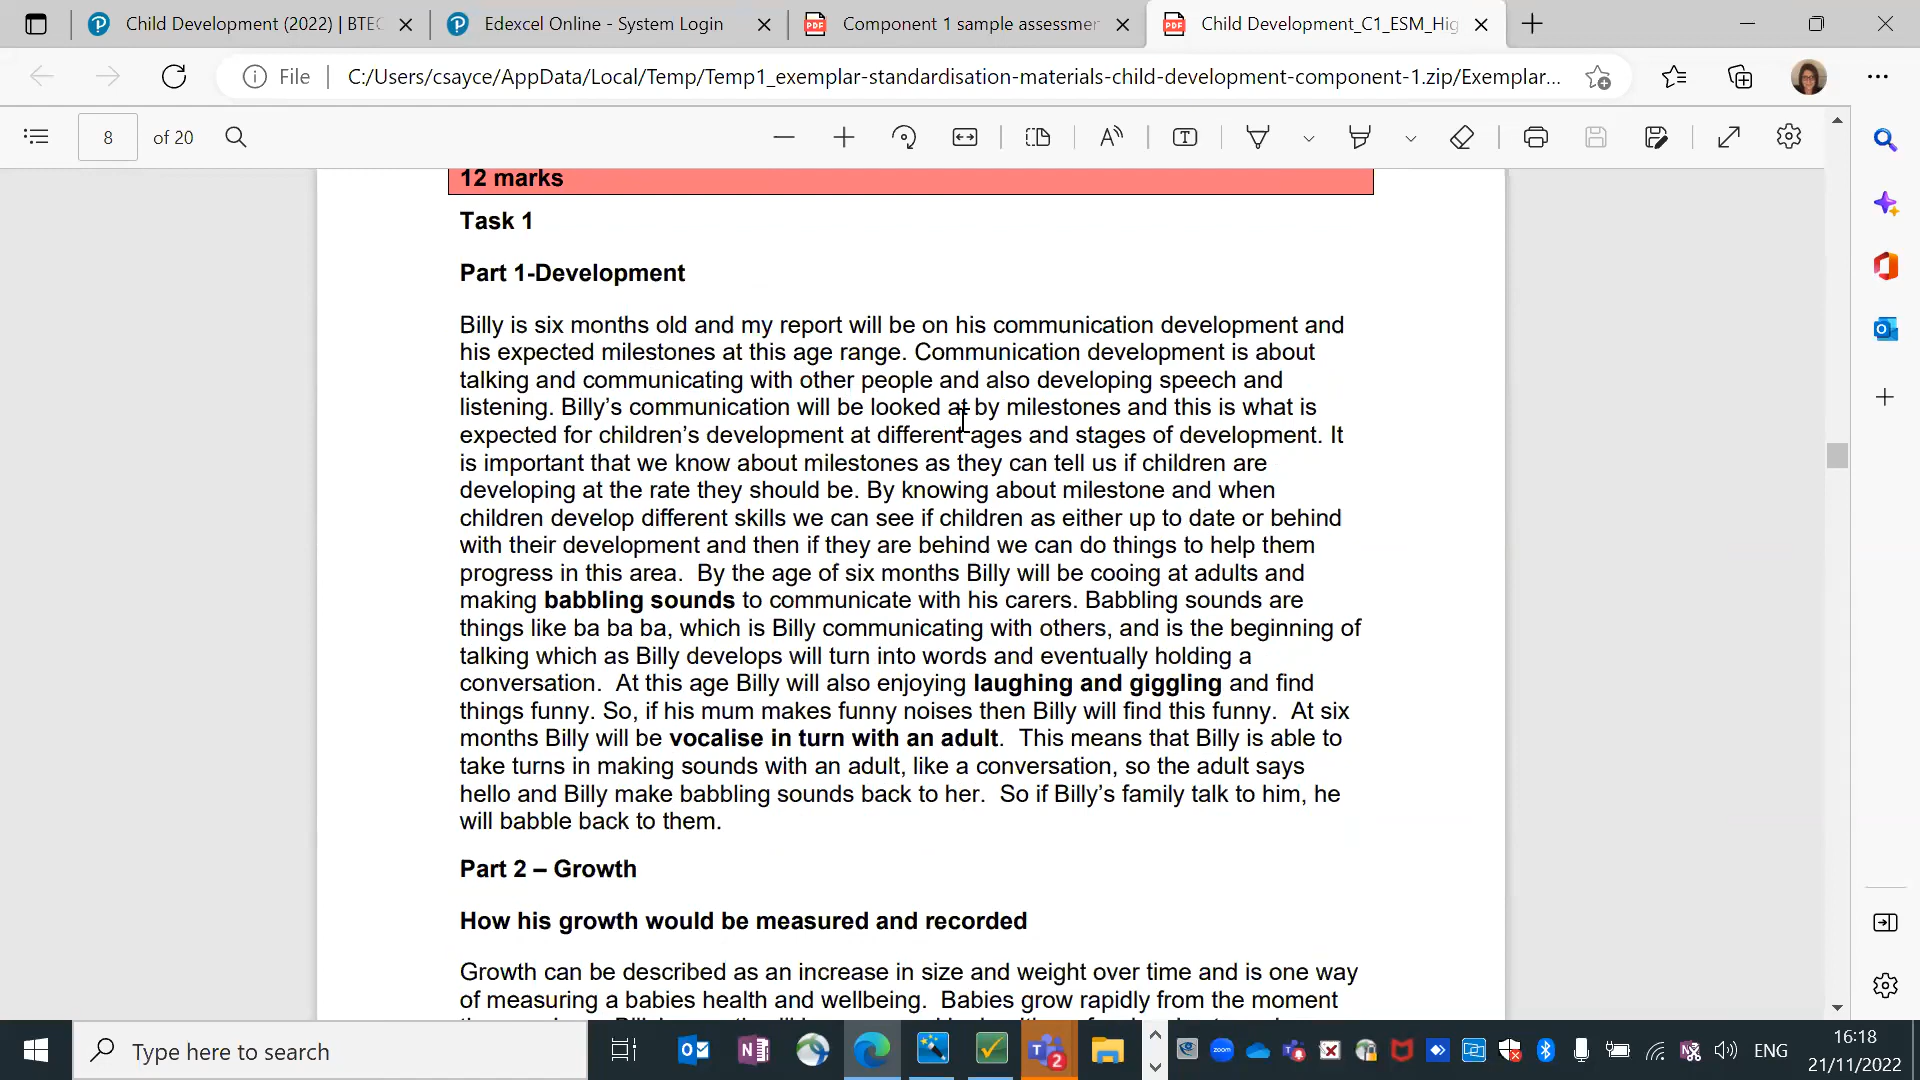 Child Development (2022) | BTEC
Edexcel Online - System Login
Component 1 sample assessmen
Child Development_C1_ESM_Hig
File
C:/Users/csayce/AppData/Local/Temp/Temp1_exemplar-standardisation-materials-child-development-component-1.zip/Exemplar...
8 of 20
12 marks
Task 1
Part 1-Development
Billy is six months old and my report will be on his communication development and
his expected milestones at this age range. Communication development is about
talking and communicating with other people and also developing speech and
listening. Billy’s communication will be looked at by milestones and this is what is
expected for children’s development at different ages and stages of development. It
is important that we know about milestones as they can tell us if children are
developing at the rate they should be. By knowing about milestone and when
children develop different skills we can see if children as either up to date or behind
with their development and then if they are behind we can do things to help them
progress in this area.  By the age of six months Billy will be cooing at adults and
making babbling sounds to communicate with his carers. Babbling sounds are
things like ba ba ba, which is Billy communicating with others, and is the beginning of
talking which as Billy develops will turn into words and eventually holding a
conversation.  At this age Billy will also enjoying laughing and giggling and find
things funny. So, if his mum makes funny noises then Billy will find this funny.  At six
months Billy will be vocalise in turn with an adult.  This means that Billy is able to
take turns in making sounds with an adult, like a conversation, so the adult says
hello and Billy make babbling sounds back to her.  So if Billy’s family talk to him, he
will babble back to them.
Part 2 – Growth
How his growth would be measured and recorded
Growth can be described as an increase in size and weight over time and is one way
of measuring a babies health and wellbeing.  Babies grow rapidly from the moment
Type here to search
ENG
16:18
21/11/2022